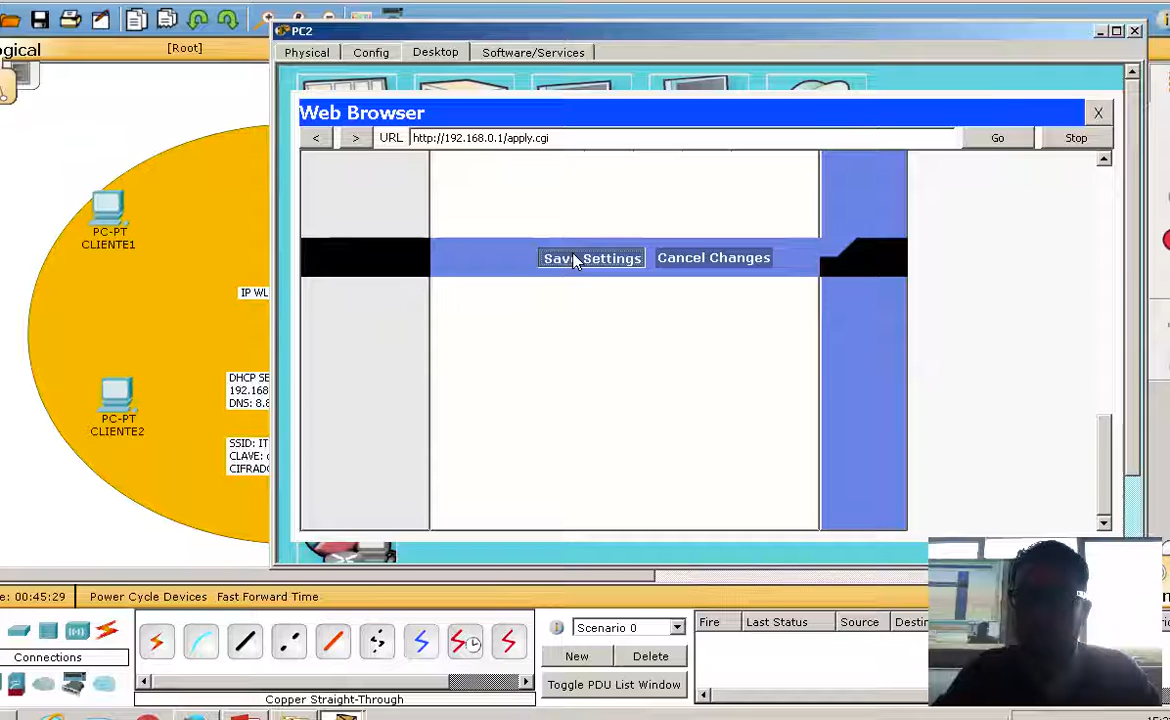 ogical
[Root]
PC2
Physical
Config
Desktop
Software/Services
Web Browser
X
<
>
URL
http://192.168.0.1/apply.cgi
Go
Stop
PC-PT
CLIENTE1
Save Settings
Cancel Changes
IP WL
DHCP SE
192.168
DNS: 8.8
PC-PT
CLIENTE2
SSID: IT
CLAVE:
CIFRADO
e: 00:45:29
Power Cycle Devices
Fast Forward Time
Scenario 0
Fire
Last Status
Source
Destin
Connections
New
Delete
Toggle PDU List Window
Copper Straight-Through